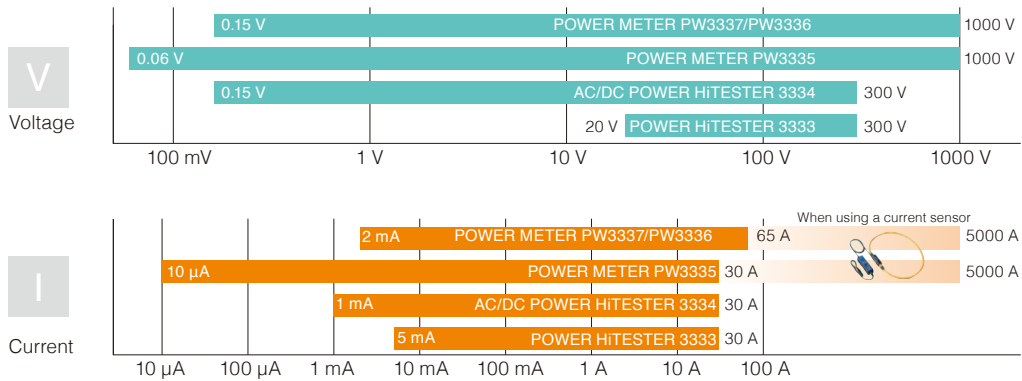 0.15 V POWER METER PW3337/PW3336 1000 V
0.06 V POWER METER PW3335 1000 V
V
0.15 V AC/DC POWER HiTESTER 3334 300 V
Voltage
20 V POWER HiTESTER 3333 300 V
100 mV 1 V 10 V 100 V 1000 V
When using a current sensor
2 mA POWER METER PW3337/PW3336 65 A 5000 A
10 µA POWER METER PW3335 30 A 5000 A
I
1 mA AC/DC POWER HiTESTER 3334 30 A
Current
5 mA POWER HiTESTER 3333 30 A
10 µA 100 µA 1 mA 10 mA 100 mA 1 A 10 A 100 A